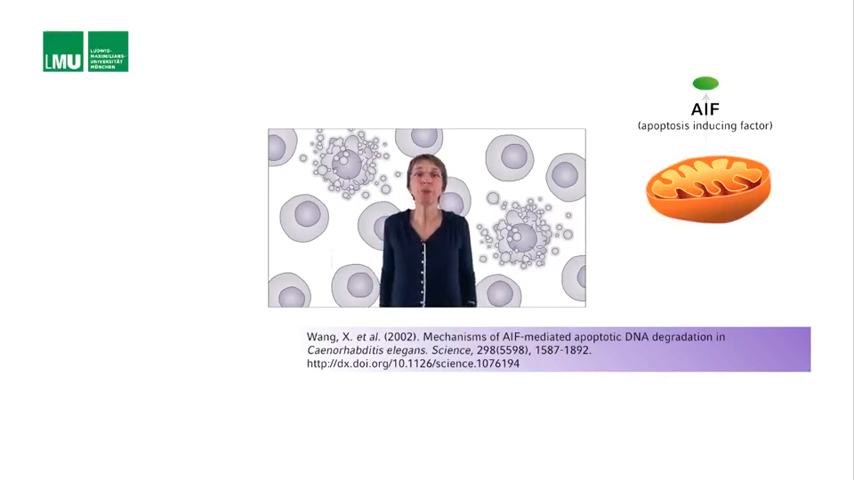 LMU
LUDWIG-
MAXIMILIANS-
UNIVERSITÄT
MÜNCHEN
AIF
(apoptosis inducing factor)
Wang, X. et al. (2002). Mechanisms of AIF-mediated apoptotic DNA degradation in
Caenorhabditis elegans. Science, 298(5598), 1587-1892.
http://dx.doi.org/10.1126/science.1076194